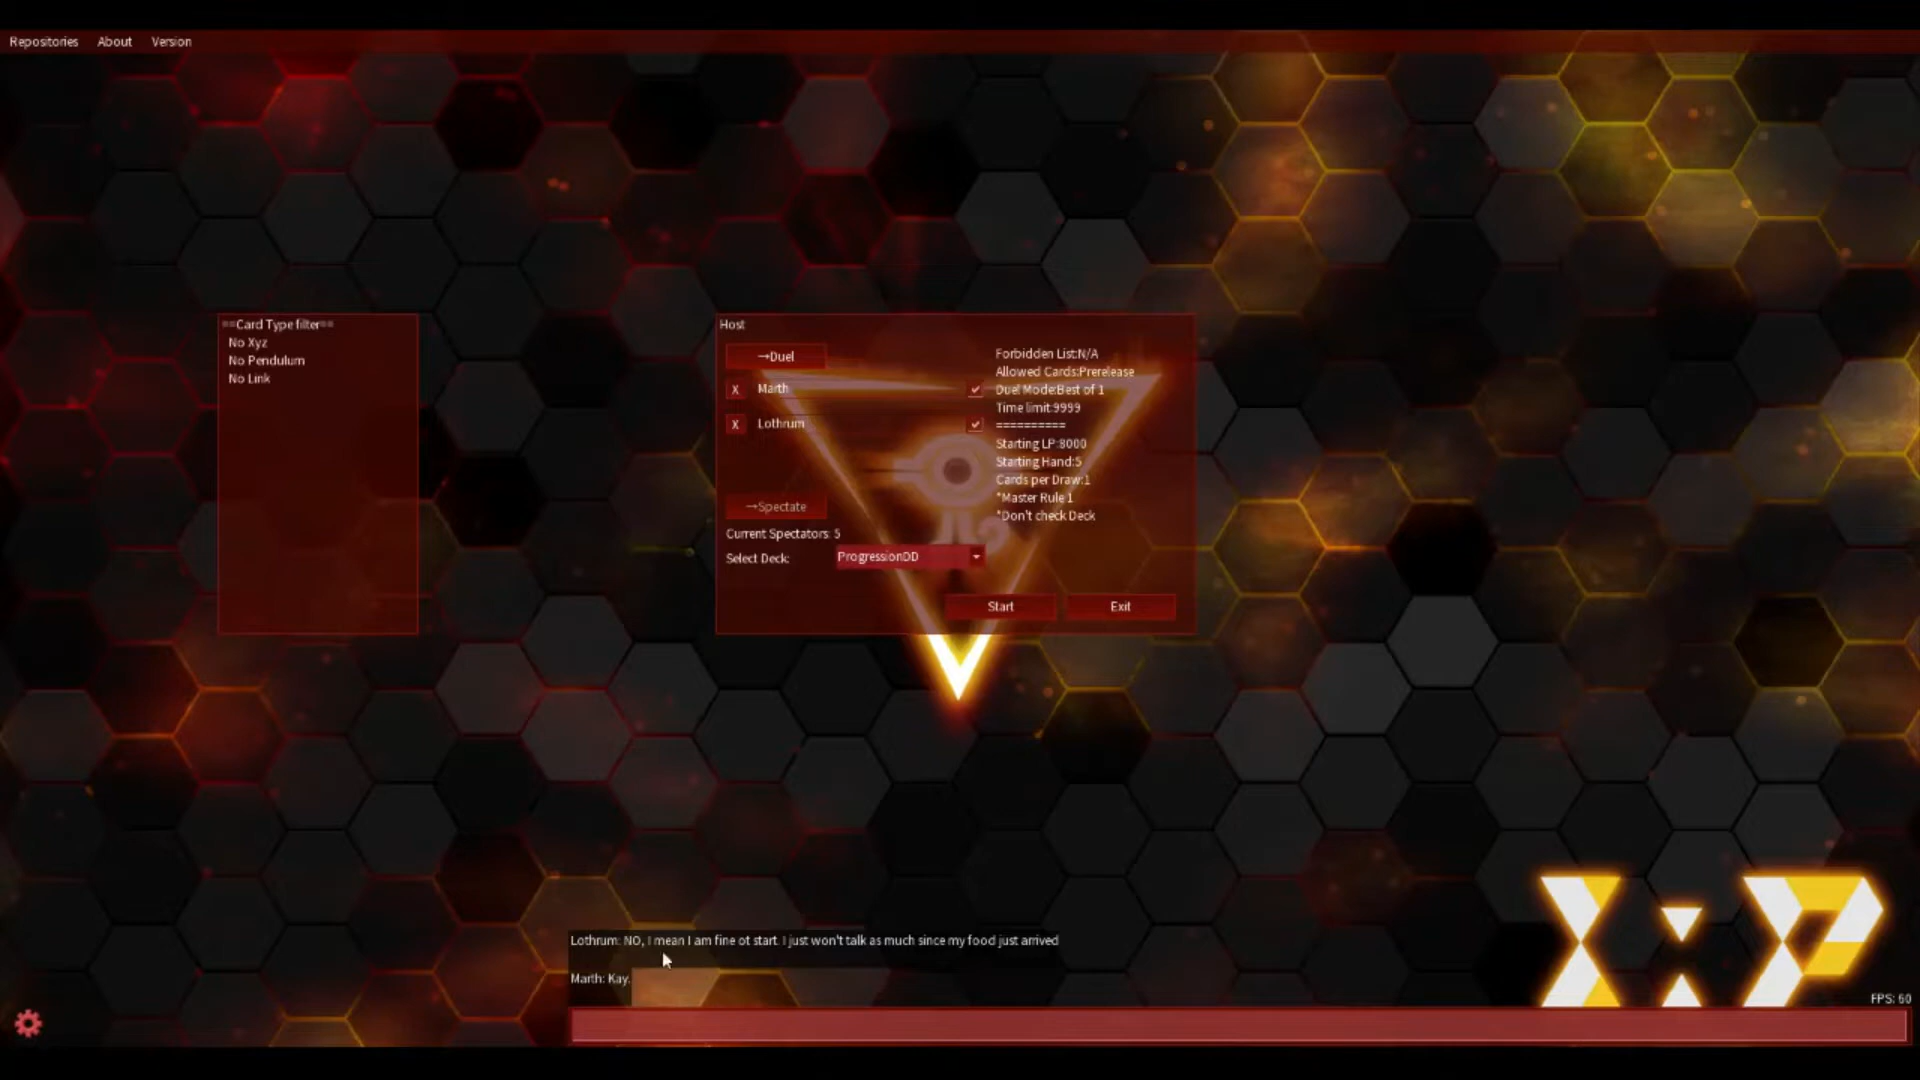 Repositories About Version
==Card Type filter==
No Xyz
No Pendulum
No Link
Host
→Duel
X Marth
X Lothrum
→Spectate
Current Spectators: 5
Select Deck: ProgressionDD
Forbidden List:N/A
Allowed Cards:Prerelease
Duel Mode:Best of 1
Time limit:9999
==========
Starting LP:8000
Starting Hand:5
Cards per Draw:1
*Master Rule 1
*Don't check Deck
Start Exit
Lothrum: NO, I mean I am fine ot start. I just won't talk as much since my food just arrived
Marth: Kay.
X:P
FPS: 60